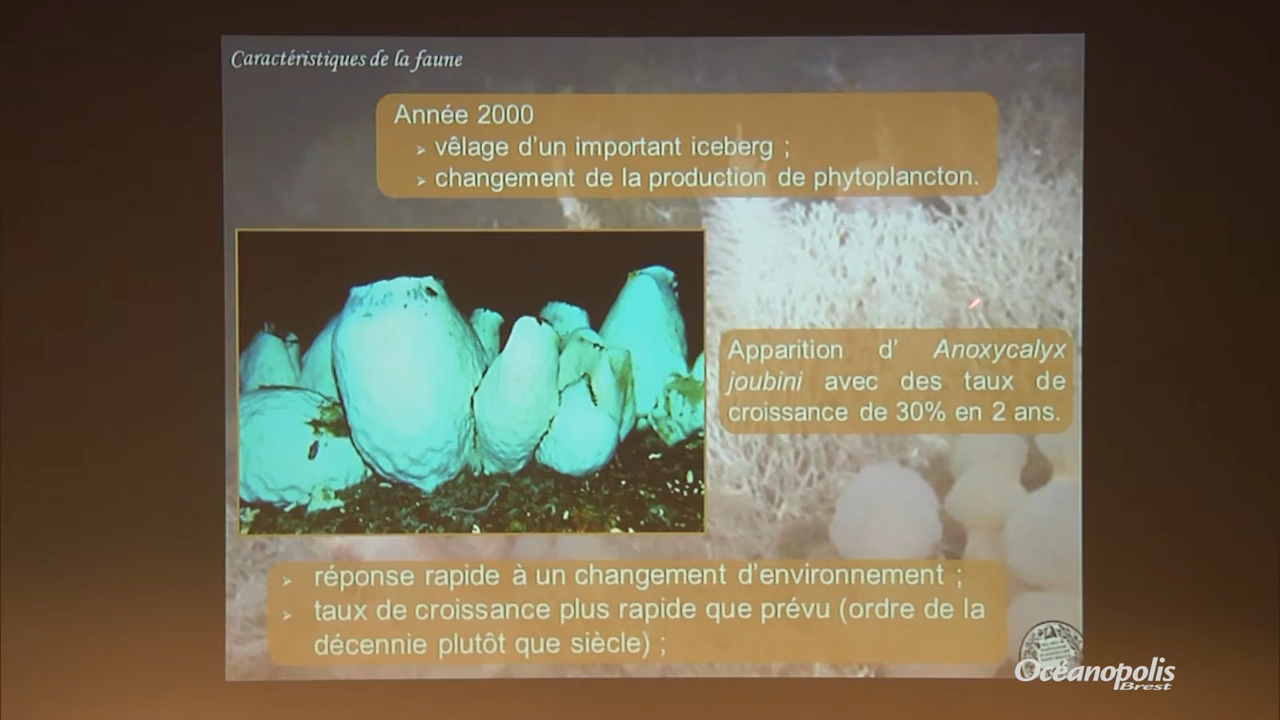 Caractéristiques de la faune
Année 2000
➢ vêlage d'un important iceberg ;
➢ changement de la production de phytoplancton.
Apparition d' Anoxycalyx
joubini avec des taux de
croissance de 30% en 2 ans.
➢ réponse rapide à un changement d'environnement ;
➢ taux de croissance plus rapide que prévu (ordre de la
décennie plutôt que siècle) ;
Océanopolis
Brest